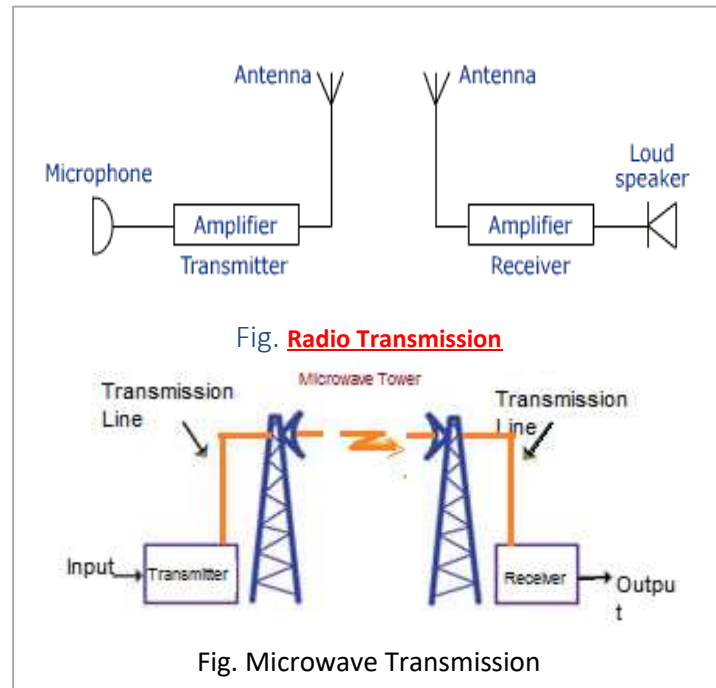 Antenna
Antenna
Microphone
Loud
speaker
Amplifier
Amplifier
Transmitter
Receiver
Fig. Radio Transmission
Microwave Tower
Transmission
Line
Transmission
Line
Input
Transmitter
Receiver
Outpu
t
Fig. Microwave Transmission